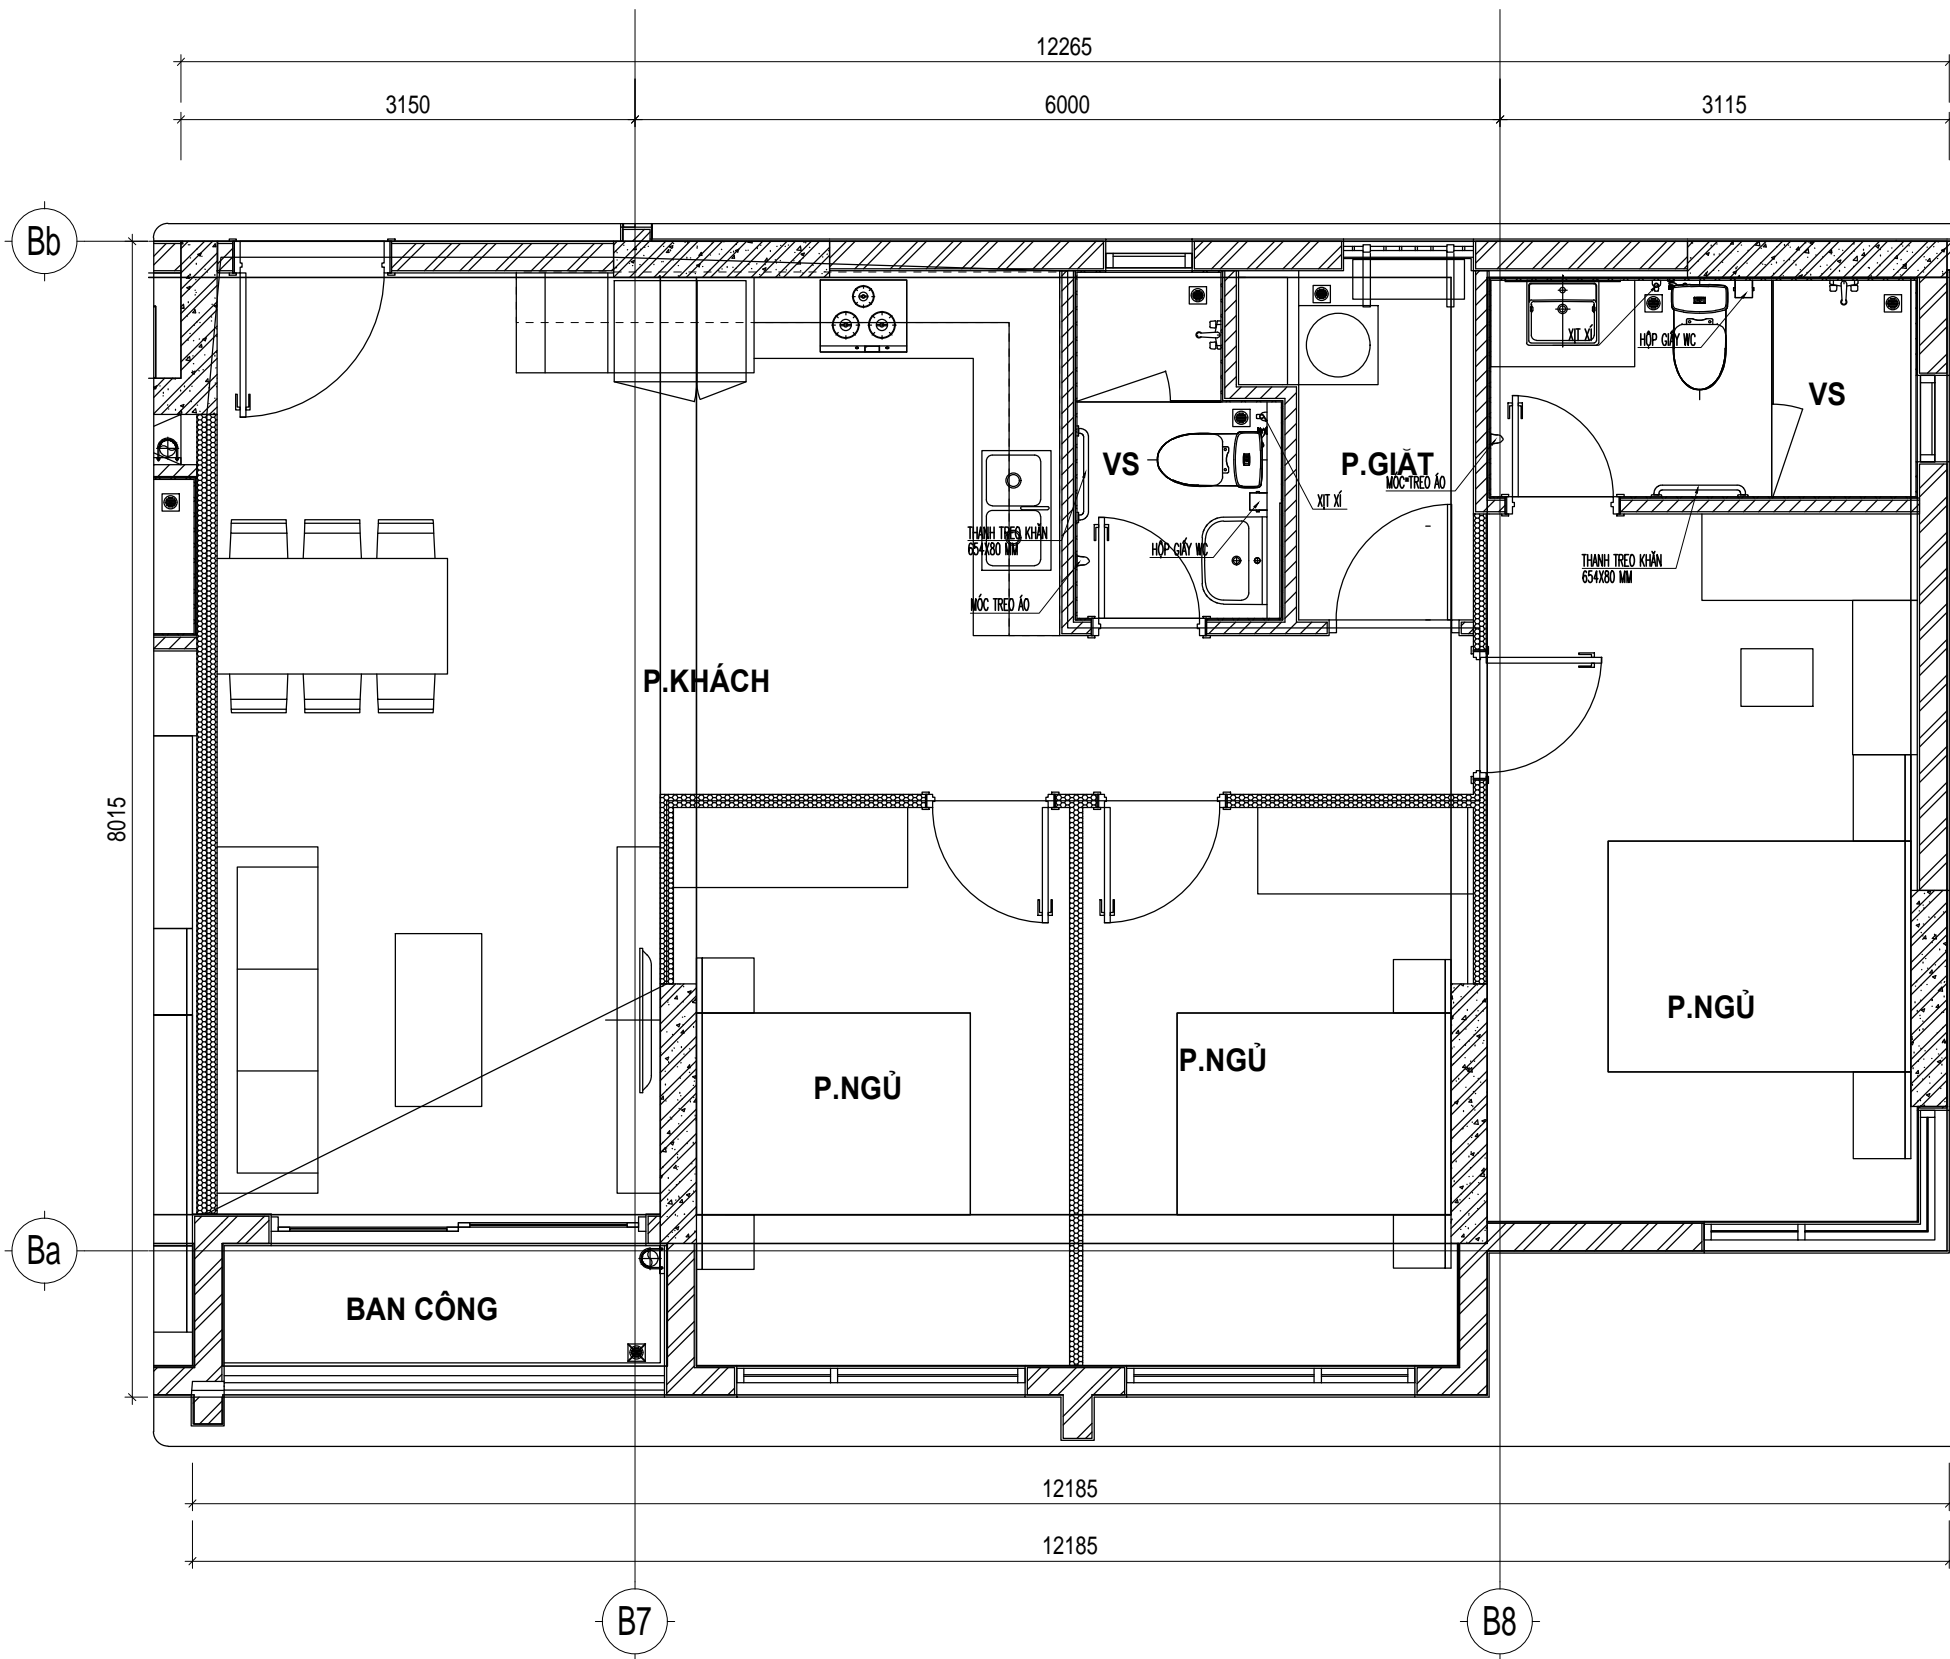 12265
3150
6000
3115
Bb
XỊT XÍ
HỘP GIẤY WC
VS
VS
P.GIẶT
MÓC TREO ÁO
XỊT XÍ
THANH TREO KHĂN
654X80 MM
HỘP GIẤY WC
THANH TREO KHĂN
654X80 MM
MÓC TREO ÁO
P.KHÁCH
8015
P.NGỦ
P.NGỦ
P.NGỦ
Ba
BAN CÔNG
12185
12185
B7
B8